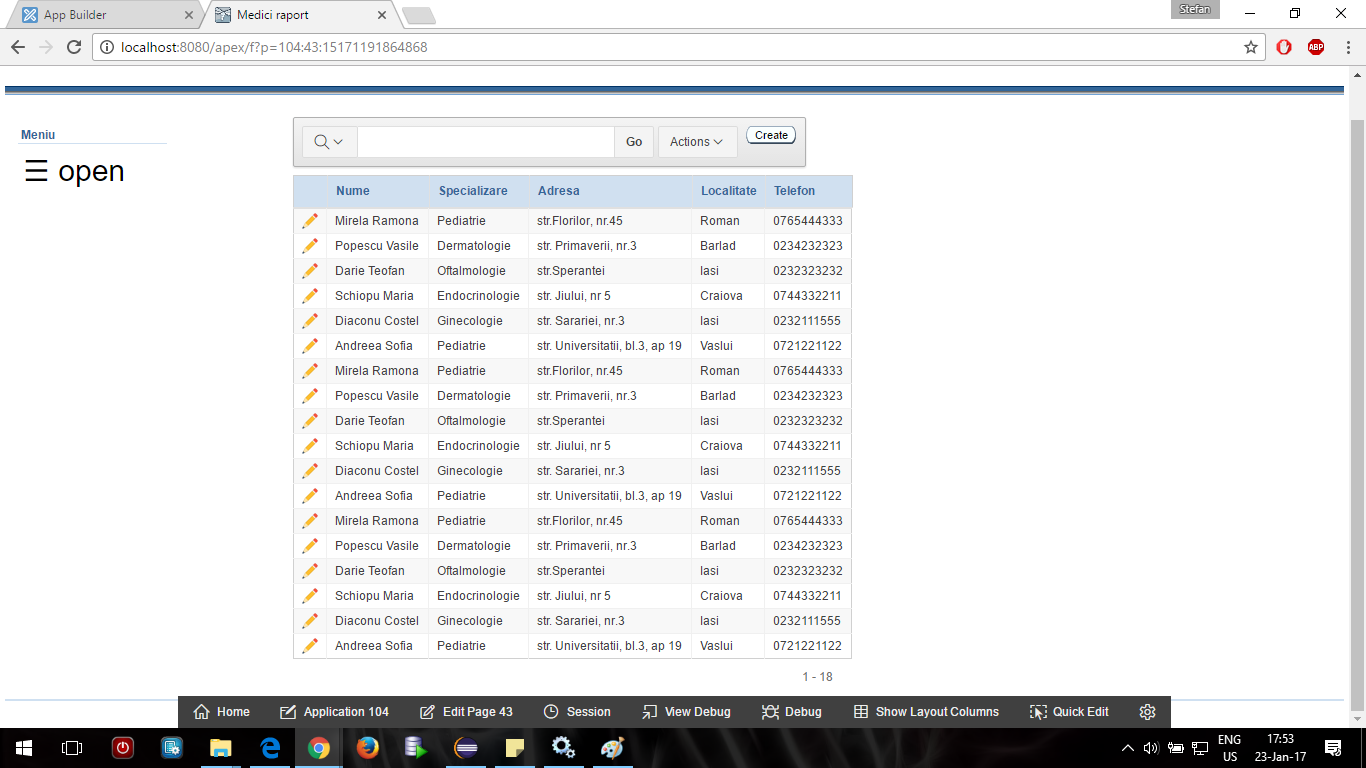 App Builder
Medici raport
Stefan
localhost:8080/apex/f?p=104:43:15171191864868
ABP
Meniu
☰ open
Go Actions Create
Nume Specializare Adresa Localitate Telefon
Mirela Ramona Pediatrie str.Florilor, nr.45 Roman 0765444333
Popescu Vasile Dermatologie str. Primaverii, nr.3 Barlad 0234232323
Darie Teofan Oftalmologie str.Sperantei Iasi 0232323232
Schiopu Maria Endocrinologie str. Jiului, nr 5 Craiova 0744332211
Diaconu Costel Ginecologie str. Sarariei, nr.3 Iasi 0232111555
Andreea Sofia Pediatrie str. Universitatii, bl.3, ap 19 Vaslui 0721221122
Mirela Ramona Pediatrie str.Florilor, nr.45 Roman 0765444333
Popescu Vasile Dermatologie str. Primaverii, nr.3 Barlad 0234232323
Darie Teofan Oftalmologie str.Sperantei Iasi 0232323232
Schiopu Maria Endocrinologie str. Jiului, nr 5 Craiova 0744332211
Diaconu Costel Ginecologie str. Sarariei, nr.3 Iasi 0232111555
Andreea Sofia Pediatrie str. Universitatii, bl.3, ap 19 Vaslui 0721221122
Mirela Ramona Pediatrie str.Florilor, nr.45 Roman 0765444333
Popescu Vasile Dermatologie str. Primaverii, nr.3 Barlad 0234232323
Darie Teofan Oftalmologie str.Sperantei Iasi 0232323232
Schiopu Maria Endocrinologie str. Jiului, nr 5 Craiova 0744332211
Diaconu Costel Ginecologie str. Sarariei, nr.3 Iasi 0232111555
Andreea Sofia Pediatrie str. Universitatii, bl.3, ap 19 Vaslui 0721221122
1 - 18
Home Application 104 Edit Page 43 Session View Debug Debug Show Layout Columns Quick Edit
ENG 17:53
US 23-Jan-17